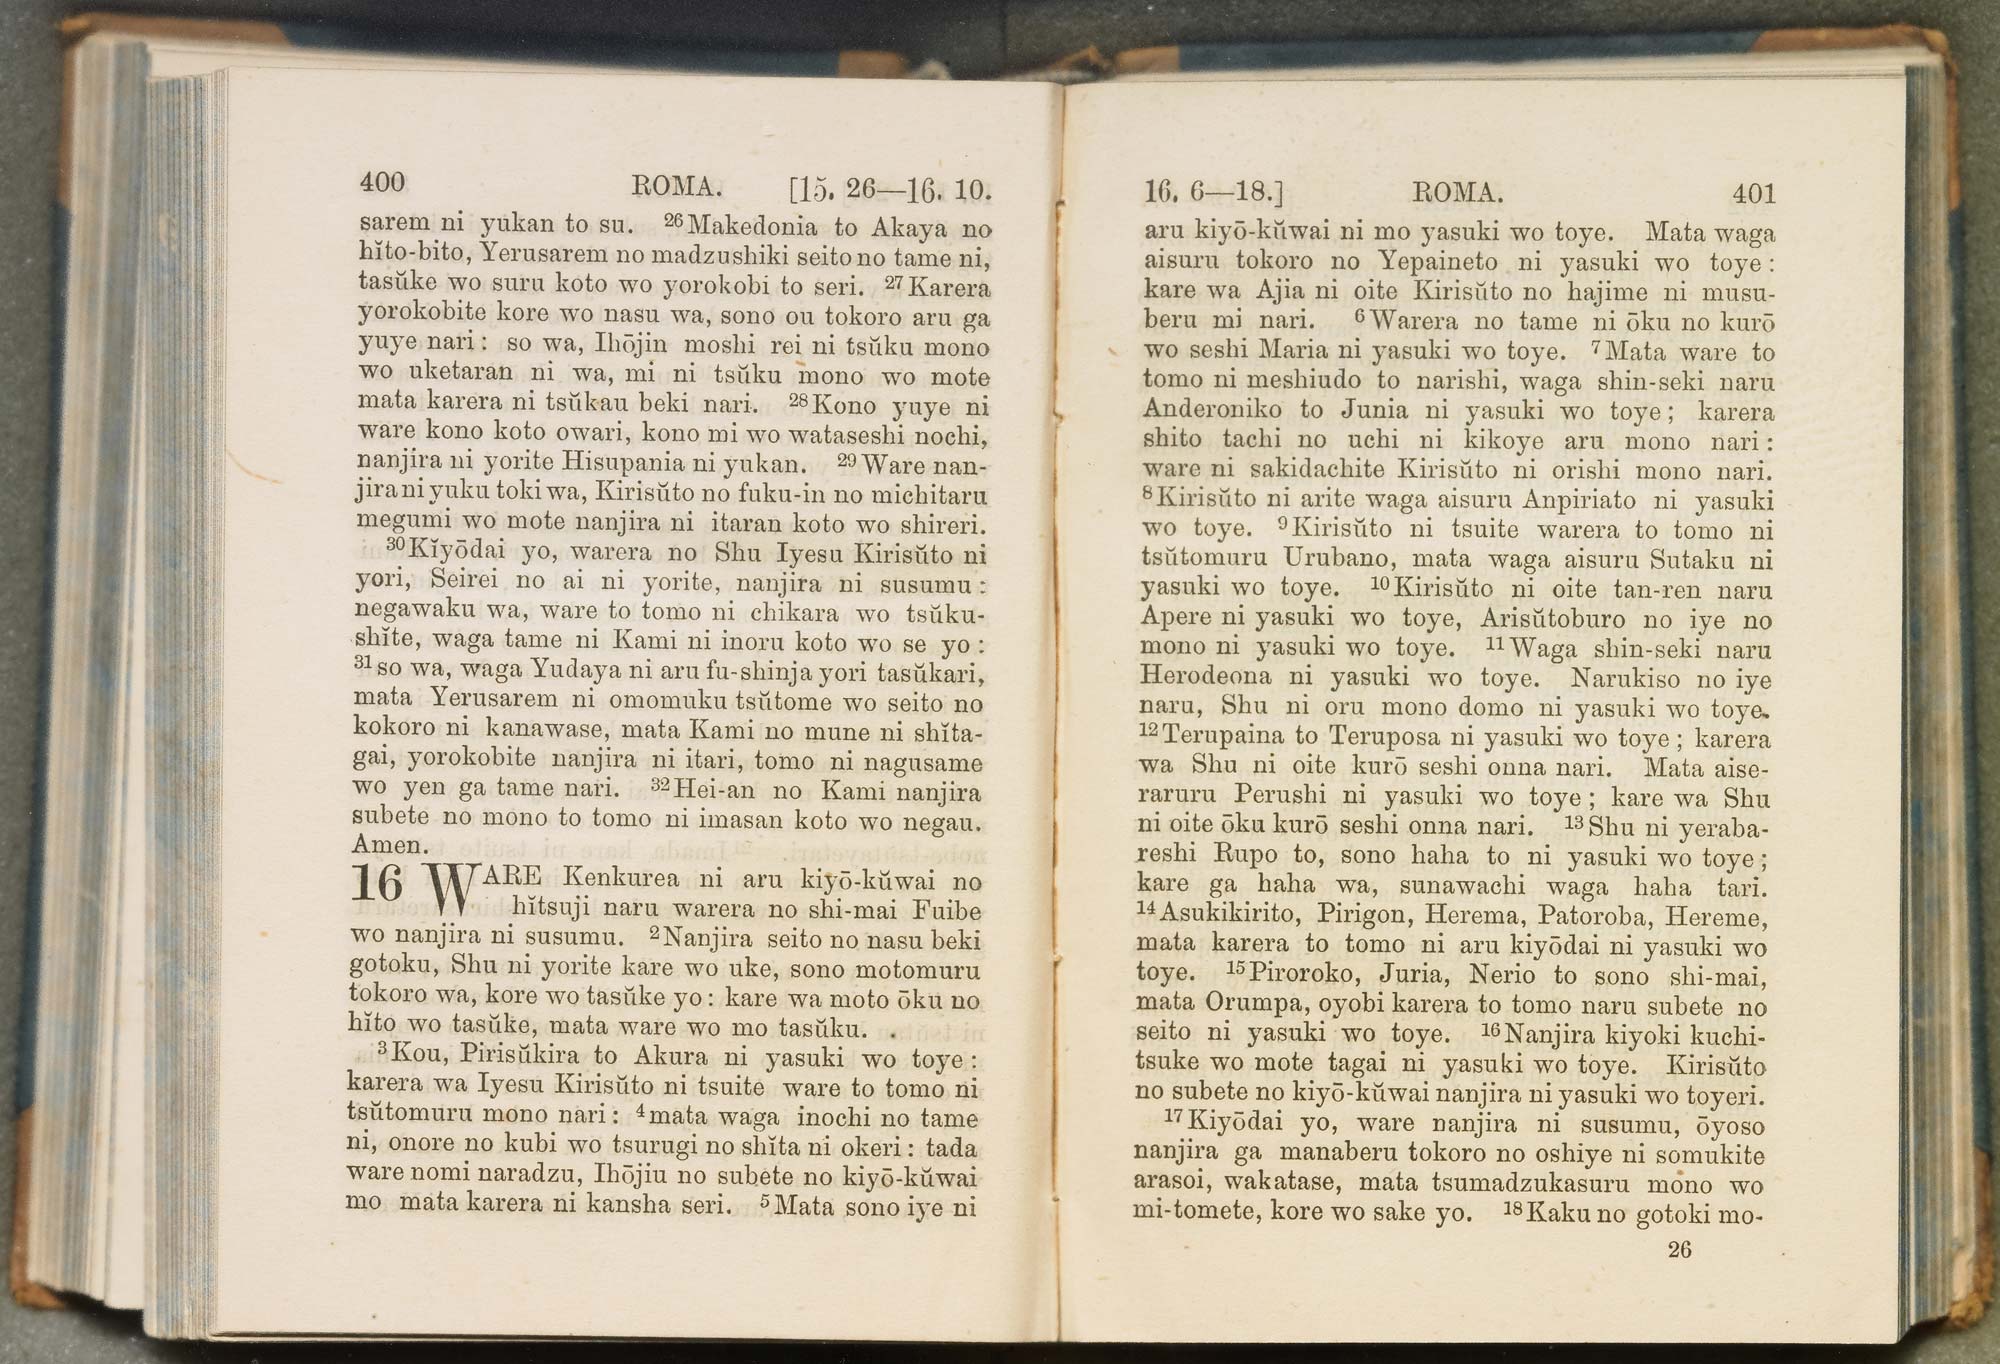 400 ROMA. [15. 26—16. 10.
sarem ni yukan to su. 26Makedonia to Akaya no
hĭto-bito, Yerusarem no madzushiki seito no tame ni,
tasŭke wo suru koto wo yorokobi to seri. 27Karera
yorokobite kore wo nasu wa, sono ou tokoro aru ga
yuye nari: so wa, Ihōjin moshi rei ni tsŭku mono
wo uketaran ni wa, mi ni tsŭku mono wo mote
mata karera ni tsŭkau beki nari. 28Kono yuye ni
ware kono koto owari, kono mi wo wataseshi nochi,
nanjira ni yorite Hisupania ni yukan. 29Ware nan-
jira ni yuku toki wa, Kirisŭto no fuku-in no michitaru
megumi wo mote nanjira ni itaran koto wo shireri.
30Kĭyōdai yo, warera no Shu Iyesu Kirisŭto ni
yori, Seirei no ai ni yorite, nanjira ni susumu:
negawaku wa, ware to tomo ni chikara wo tsŭku-
shĭte, waga tame ni Kami ni inoru koto wo se yo:
31so wa, waga Yudaya ni aru fu-shinja yori tasŭkari,
mata Yerusarem ni omomuku tsŭtome wo seito no
kokoro ni kanawase, mata Kami no mune ni shĭta-
gai, yorokobite nanjira ni itari, tomo ni nagusame
wo yen ga tame nari. 32Hei-an no Kami nanjira
subete no mono to tomo ni imasan koto wo negau.
Amen.
16 WARE Kenkurea ni aru kiyō-kŭwai no
hĭtsuji naru warera no shi-mai Fuibe
wo nanjira ni susumu. 2Nanjira seito no nasu beki
gotoku, Shu ni yorite kare wo uke, sono motomuru
tokoro wa, kore wo tasŭke yo: kare wa moto ōku no
hĭto wo tasŭke, mata ware wo mo tasŭku.
3Kou, Pirisŭkira to Akura ni yasuki wo toye:
karera wa Iyesu Kirisŭto ni tsuite ware to tomo ni
tsŭtomuru mono nari: 4mata waga inochi no tame
ni, onore no kubi wo tsurugi no shĭta ni okeri: tada
ware nomi naradzu, Ihōjiu no subete no kiyō-kŭwai
mo mata karera ni kansha seri. 5Mata sono iye ni
16. 6—18.] ROMA. 401
aru kiyō-kŭwai ni mo yasuki wo toye. Mata waga
aisuru tokoro no Yepaineto ni yasuki wo toye:
kare wa Ajia ni oite Kirisŭto no hajime ni musu-
beru mi nari. 6Warera no tame ni ōku no kurō
wo seshi Maria ni yasuki wo toye. 7Mata ware to
tomo ni meshiudo to narishi, waga shin-seki naru
Anderoniko to Junia ni yasuki wo toye; karera
shito tachi no uchi ni kikoye aru mono nari:
ware ni sakidachite Kirisŭto ni orishi mono nari.
8Kirisŭto ni arite waga aisuru Anpiriato ni yasuki
wo toye. 9Kirisŭto ni tsuite warera to tomo ni
tsŭtomuru Urubano, mata waga aisuru Sutaku ni
yasuki wo toye. 10Kirisŭto ni oite tan-ren naru
Apere ni yasuki wo toye, Arisŭtoburo no iye no
mono ni yasuki wo toye. 11Waga shin-seki naru
Herodeona ni yasuki wo toye. Narukiso no iye
naru, Shu ni oru mono domo ni yasuki wo toye.
12Terupaina to Teruposa ni yasuki wo toye; karera
wa Shu ni oite kurō seshi onna nari. Mata aise-
raruru Perushi ni yasuki wo toye; kare wa Shu
ni oite ōku kurō seshi onna nari. 13Shu ni yeraba-
reshi Rupo to, sono haha to ni yasuki wo toye;
kare ga haha wa, sunawachi waga haha tari.
14Asukikirito, Pirigon, Herema, Patoroba, Hereme,
mata karera to tomo ni aru kiyōdai ni yasuki wo
toye. 15Piroroko, Juria, Nerio to sono shi-mai,
mata Orumpa, oyobi karera to tomo naru subete no
seito ni yasuki wo toye. 16Nanjira kiyoki kuchi-
tsuke wo mote tagai ni yasuki wo toye. Kirisŭto
no subete no kiyō-kŭwai nanjira ni yasuki wo toyeri.
17Kiyōdai yo, ware nanjira ni susumu, ōyoso
nanjira ga manaberu tokoro no oshiye ni somukite
arasoi, wakatase, mata tsumadzukasuru mono wo
mi-tomete, kore wo sake yo. 18Kaku no gotoki mo-
26